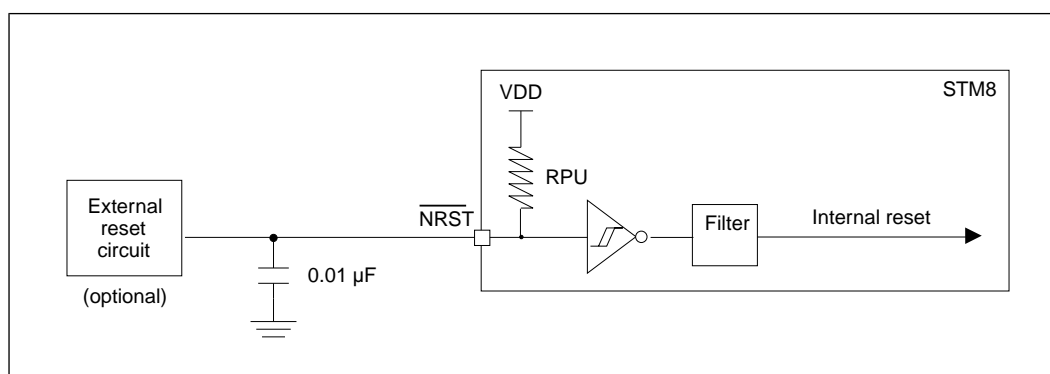 STM8
VDD
RPU
External
reset
circuit
(optional)
0.01 µF
NRST
Filter
Internal reset